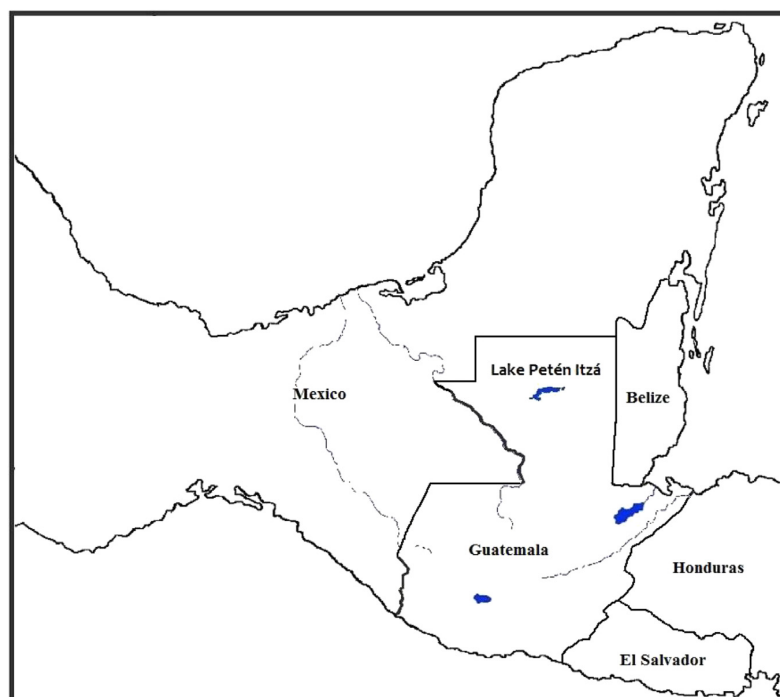 Lake Petén Itzá
Mexico
Belize
Guatemala
Honduras
El Salvador